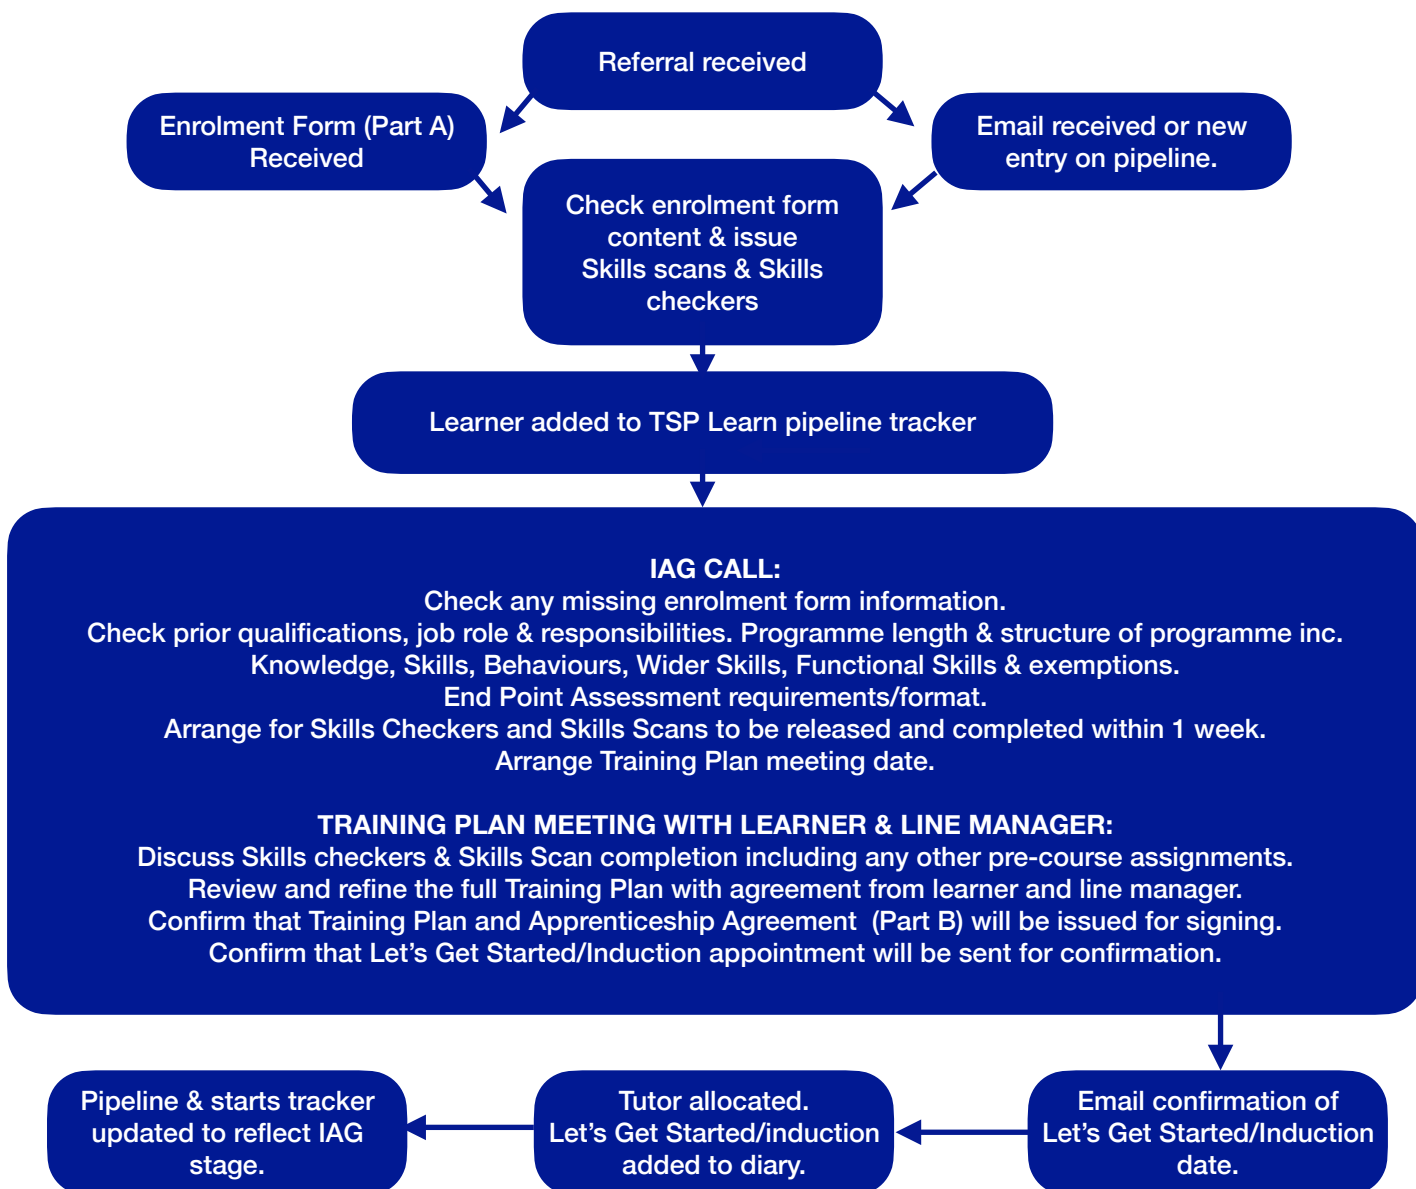 Referral received
Enrolment Form (Part A)
Received
Email received or new
entry on pipeline.
Check enrolment form
content & issue
Skills scans & Skills
checkers
Learner added to TSP Learn pipeline tracker
IAG CALL:
Check any missing enrolment form information.
Check prior qualifications, job role & responsibilities. Programme length & structure of programme inc.
Knowledge, Skills, Behaviours, Wider Skills, Functional Skills & exemptions.
End Point Assessment requirements/format.
Arrange for Skills Checkers and Skills Scans to be released and completed within 1 week.
Arrange Training Plan meeting date.
TRAINING PLAN MEETING WITH LEARNER & LINE MANAGER:
Discuss Skills checkers & Skills Scan completion including any other pre-course assignments.
Review and refine the full Training Plan with agreement from learner and line manager.
Confirm that Training Plan and Apprenticeship Agreement  (Part B) will be issued for signing.
Confirm that Let’s Get Started/Induction appointment will be sent for confirmation.
Email confirmation of
Let’s Get Started/Induction
date.
Tutor allocated.
Let’s Get Started/induction
added to diary.
Pipeline & starts tracker
updated to reflect IAG
stage.